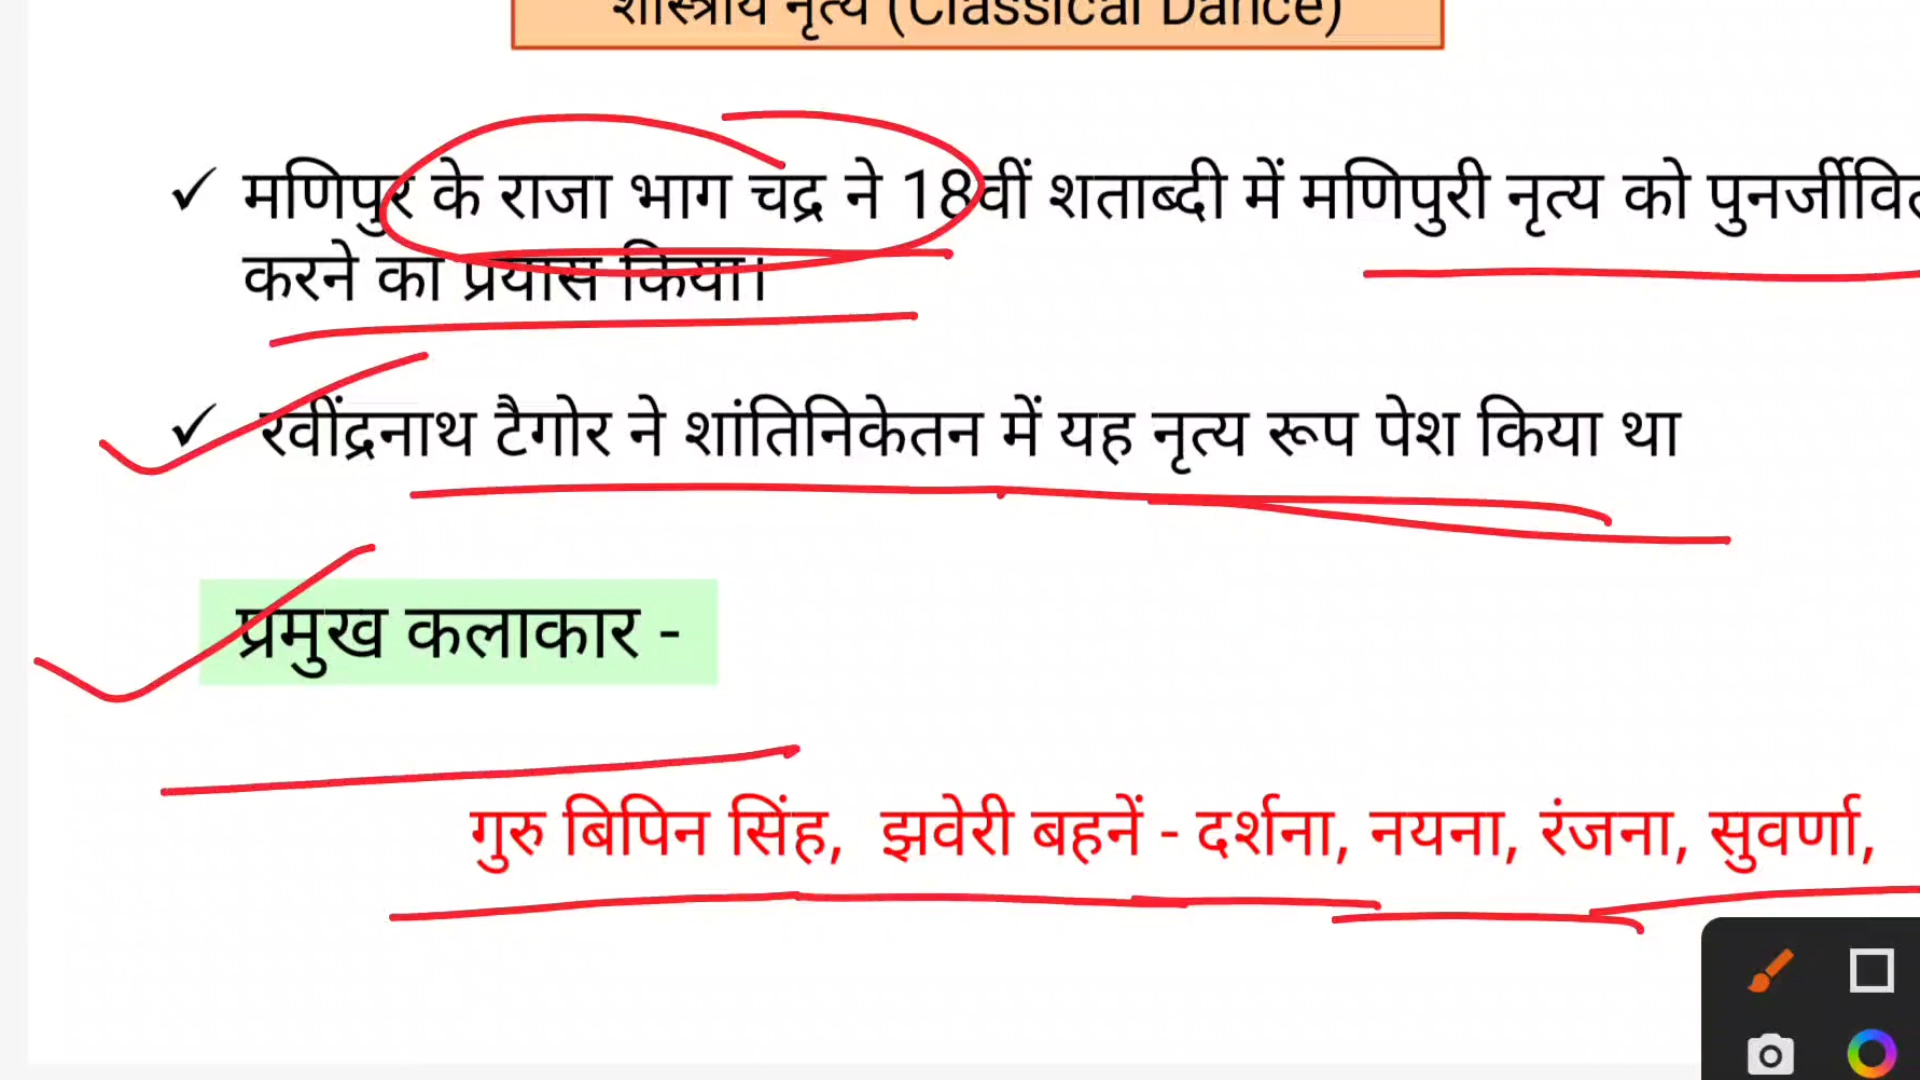 शास्त्रीय नृत्य (Classical Dance)
✓ मणिपुर के राजा भाग चंद्र ने 18वीं शताब्दी में मणिपुरी नृत्य को पुनर्जीवित
करने का प्रयास किया।
✓ रवींद्रनाथ टैगोर ने शांतिनिकेतन में यह नृत्य रूप पेश किया था
प्रमुख कलाकार -
गुरु बिपिन सिंह, झवेरी बहनें - दर्शना, नयना, रंजना, सुवर्णा,